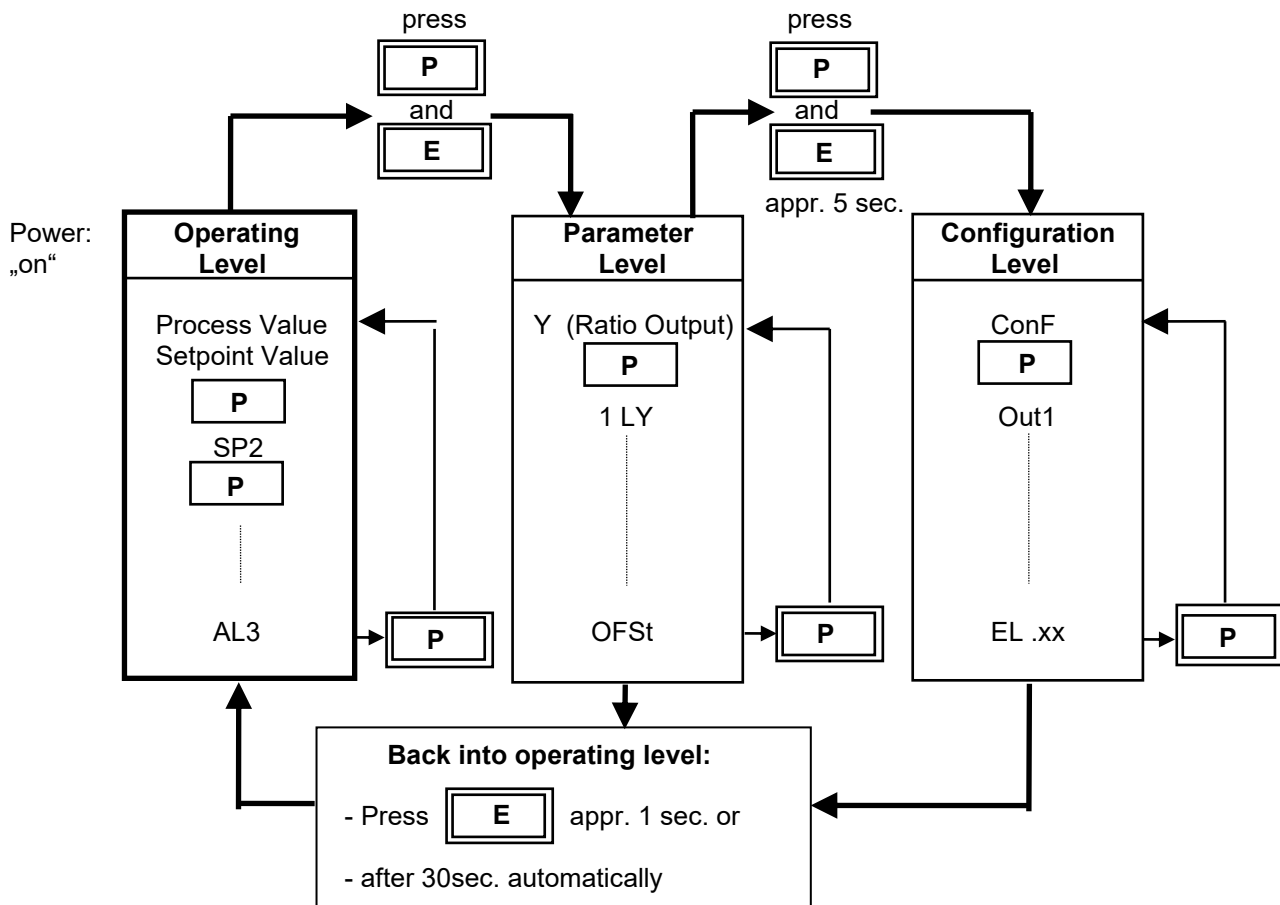 press
P
and
E
press
P
and
E
appr. 5 sec.
Power:
„on“
Operating
Level
Process Value
Setpoint Value
P
SP2
P
AL3
P
Parameter
Level
Y (Ratio Output)
P
1 LY
OFSt
P
Configuration
Level
ConF
P
Out1
EL .xx
P
Back into operating level:
- Press E appr. 1 sec. or
- after 30sec. automatically